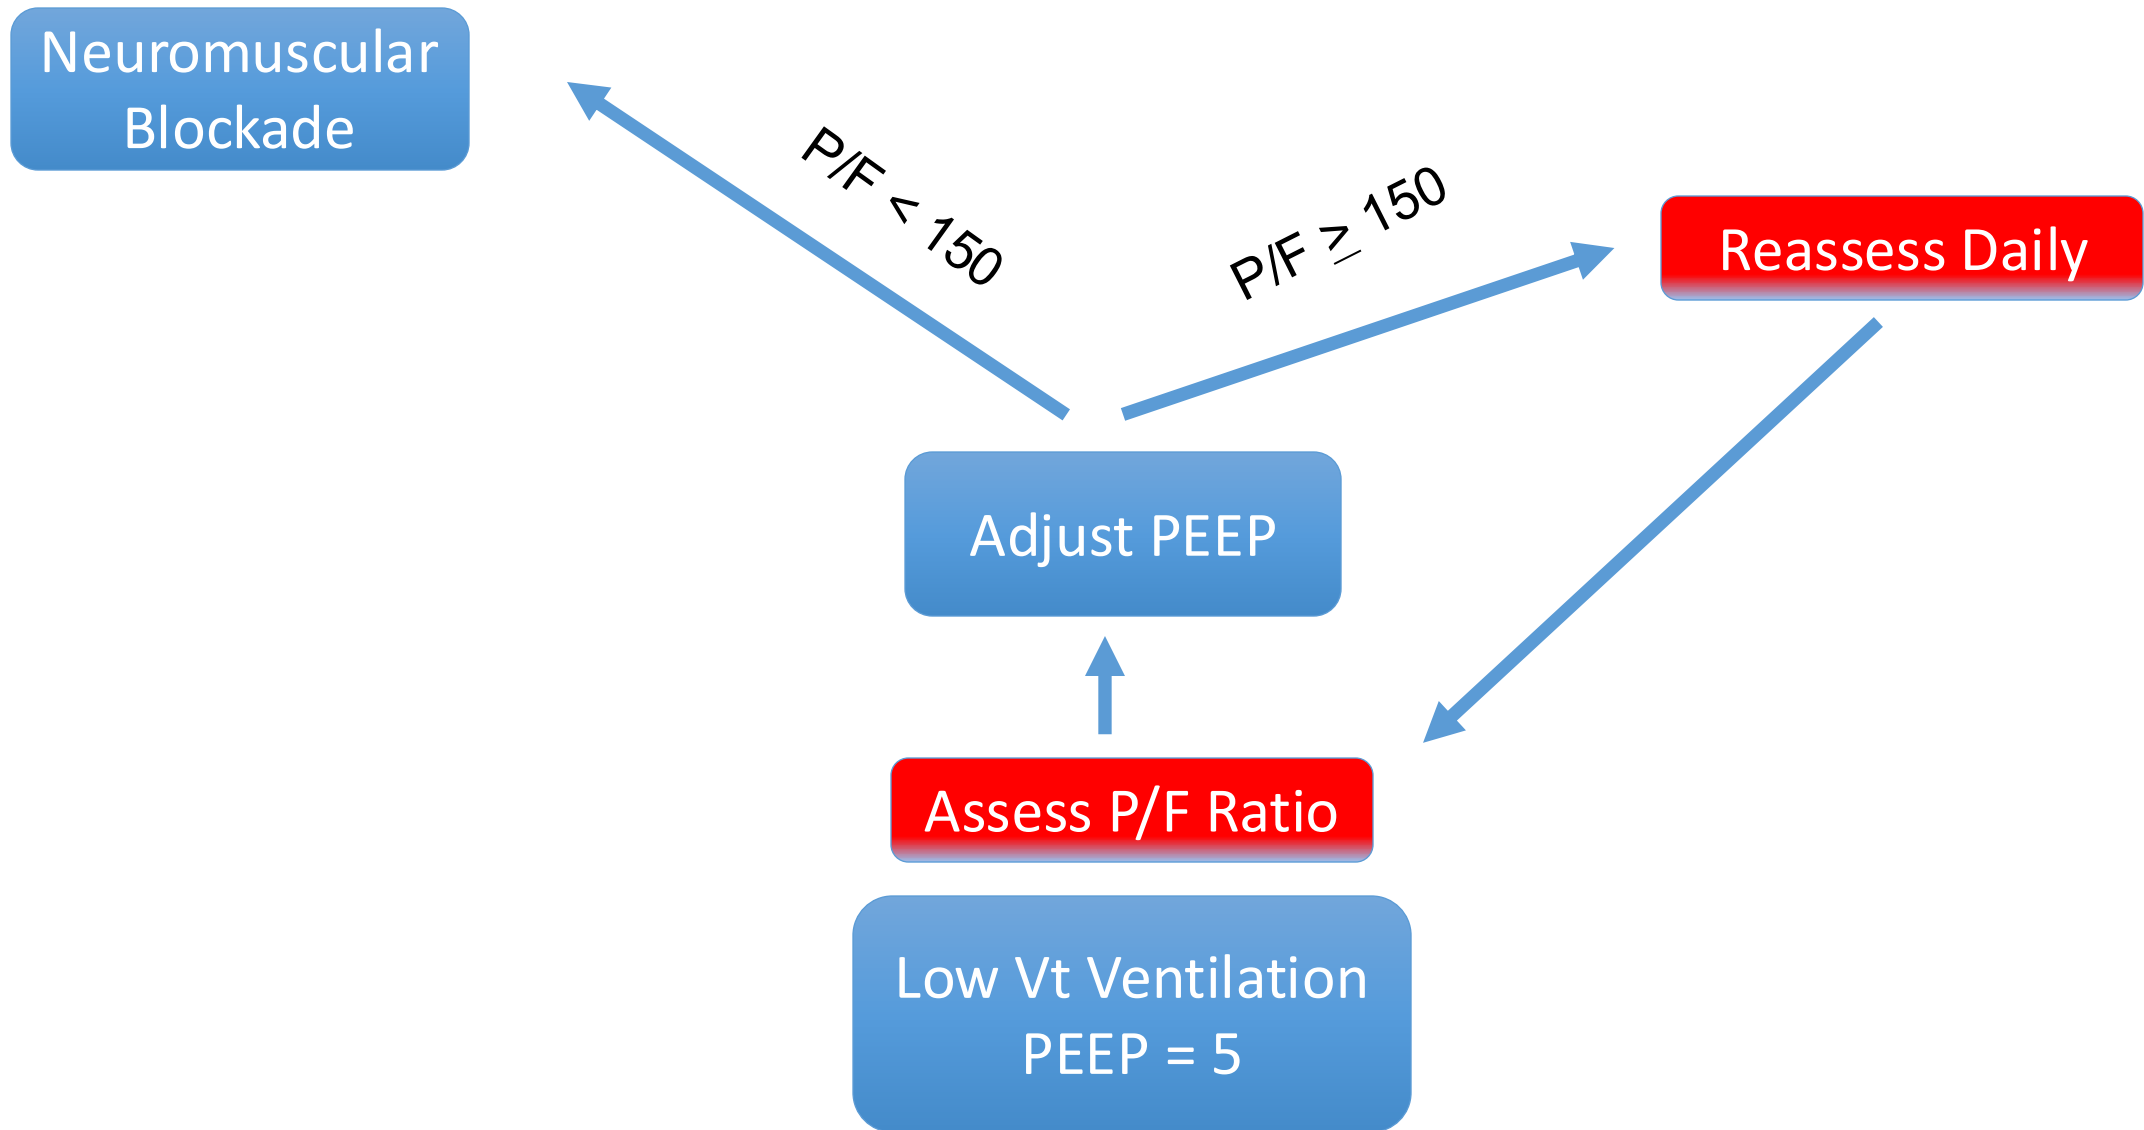 Neuromuscular
Blockade
P/F < 150
P/F ≥ 150
Reassess Daily
Adjust PEEP
Assess P/F Ratio
Low Vt Ventilation
PEEP = 5